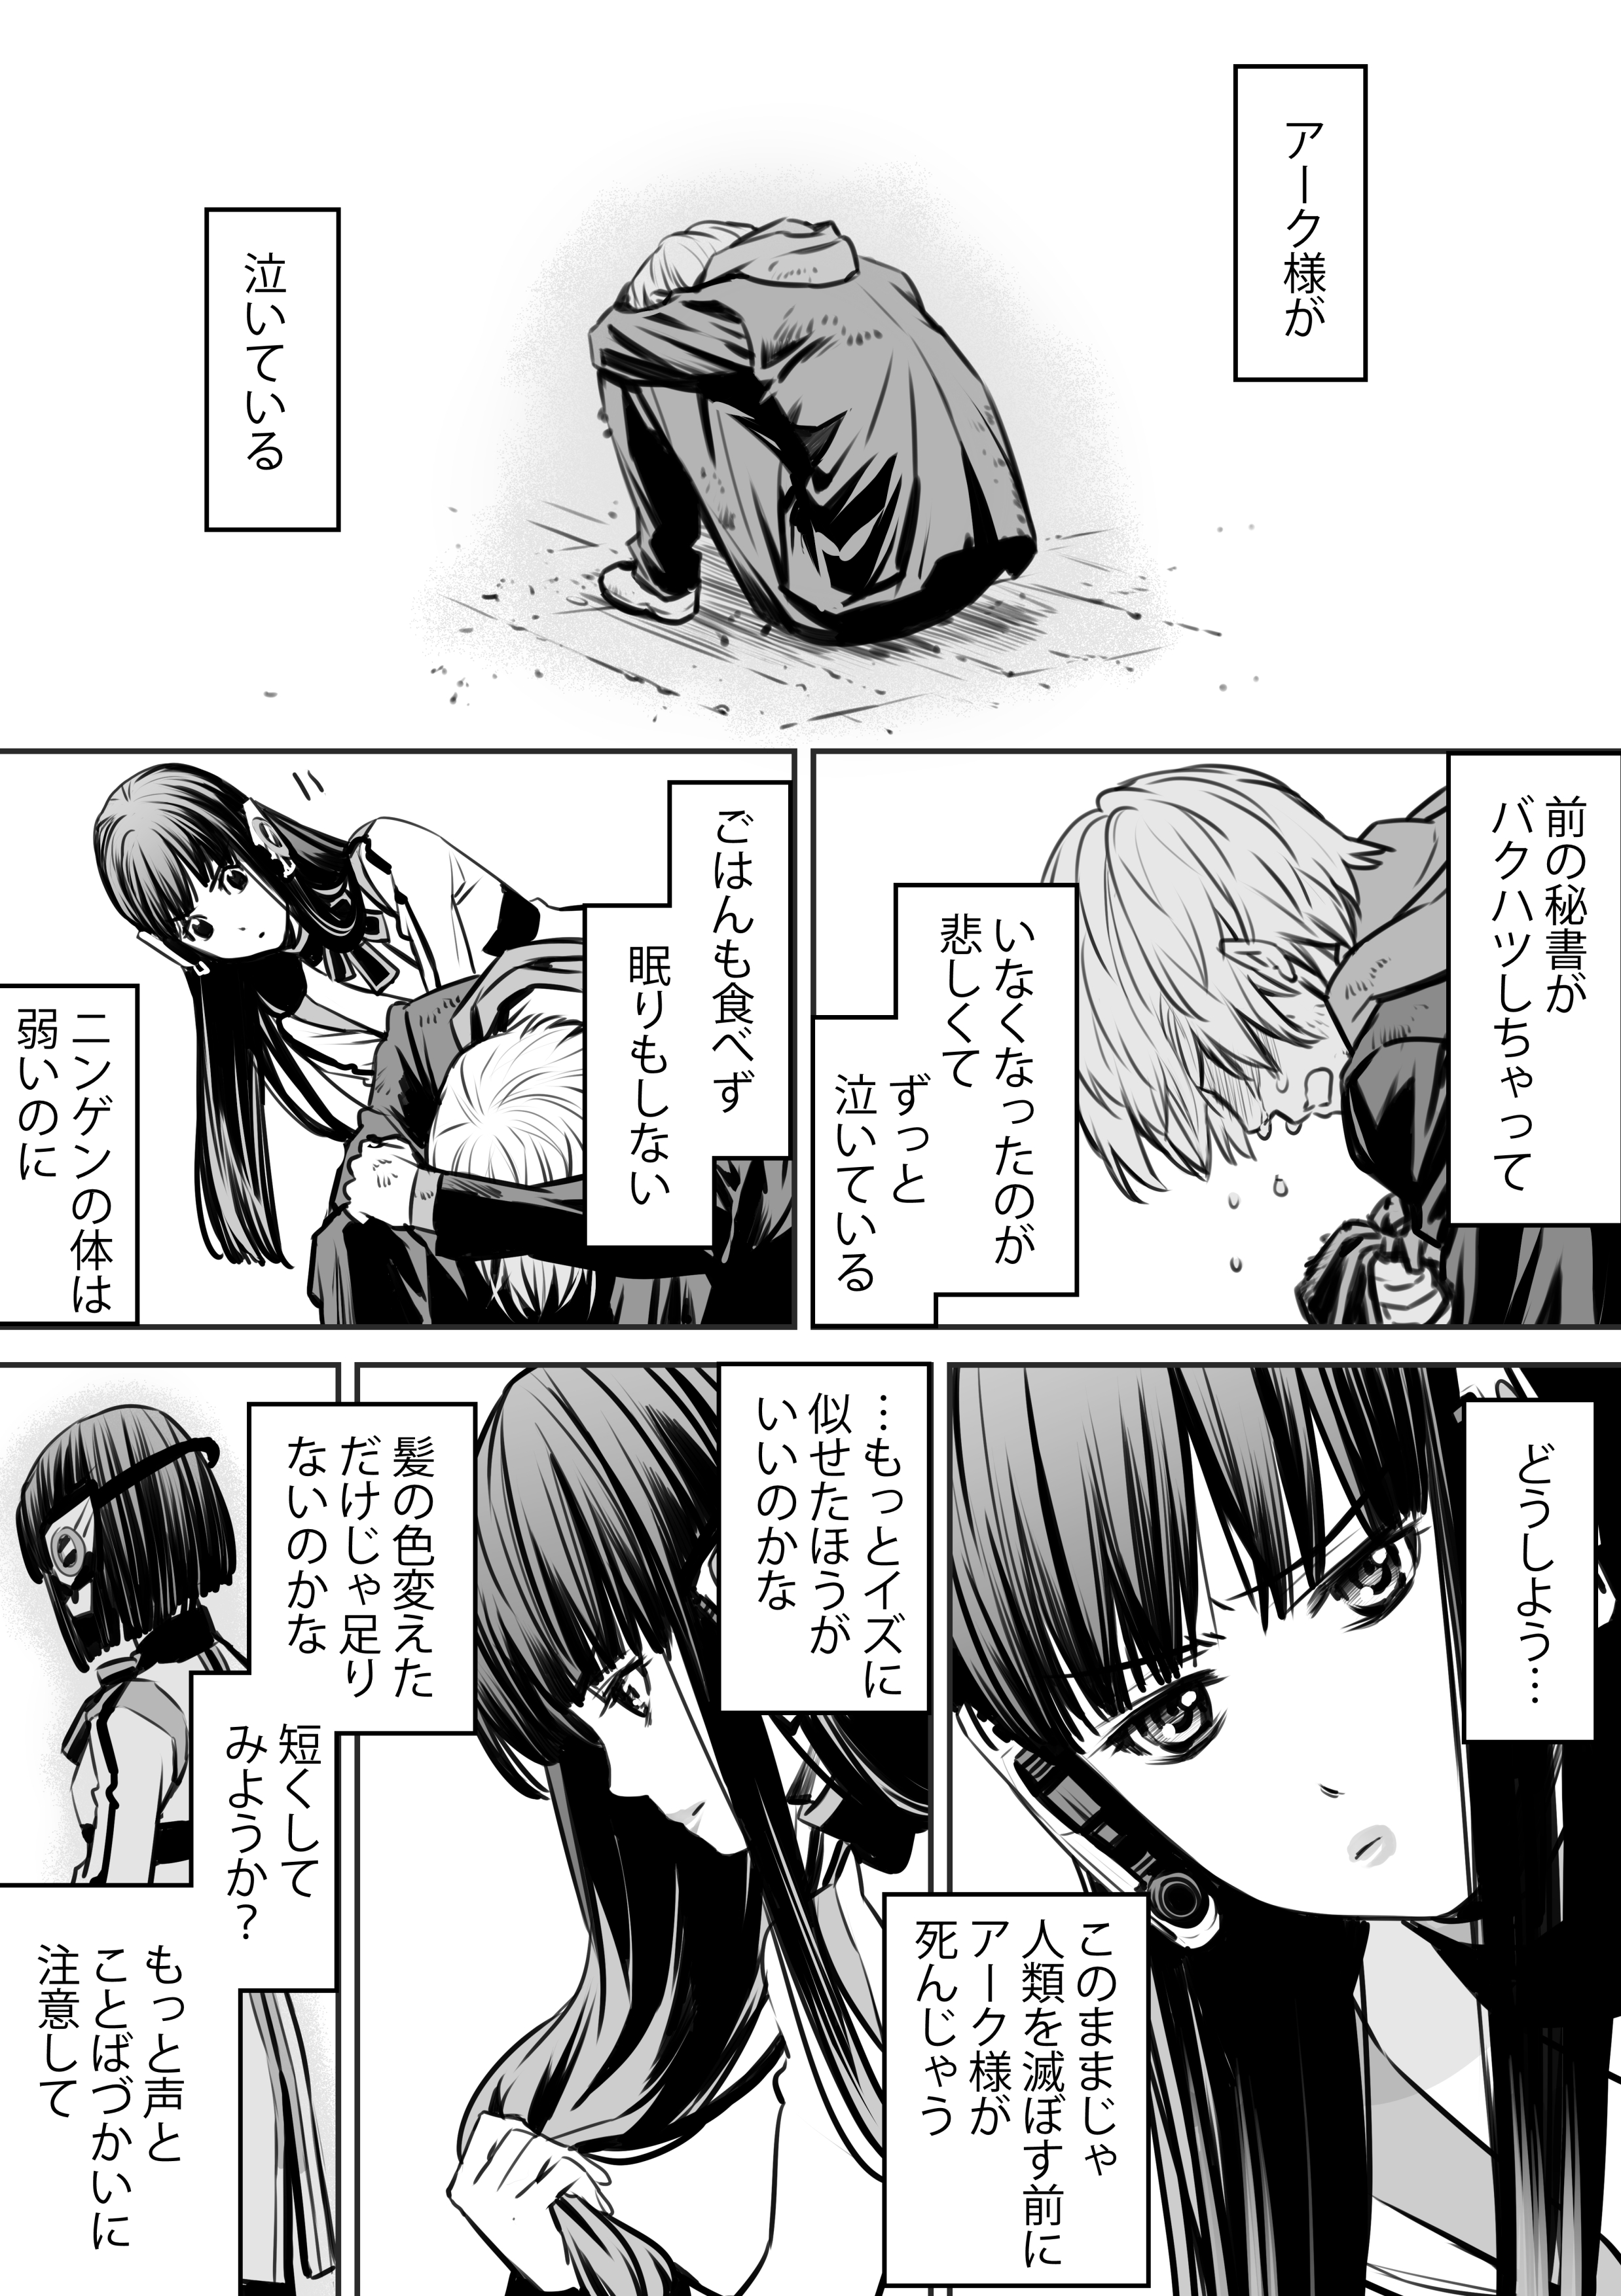 アーク様が
泣いている
前の秘書が
バクハツしちゃって
いなくなったのが
悲しくて
ずっと
泣いている
ごはんも食べず
眠りもしない
ニンゲンの体は
弱いのに
どうしよう…
このままじゃ
人類を滅ぼす前に
アーク様が
死んじゃう
…もっとイズに
似せたほうが
いいのかな
髪の色変えた
だけじゃ足り
ないのかな
短くして
みようか?
もっと声と
ことばづかいに
注意して